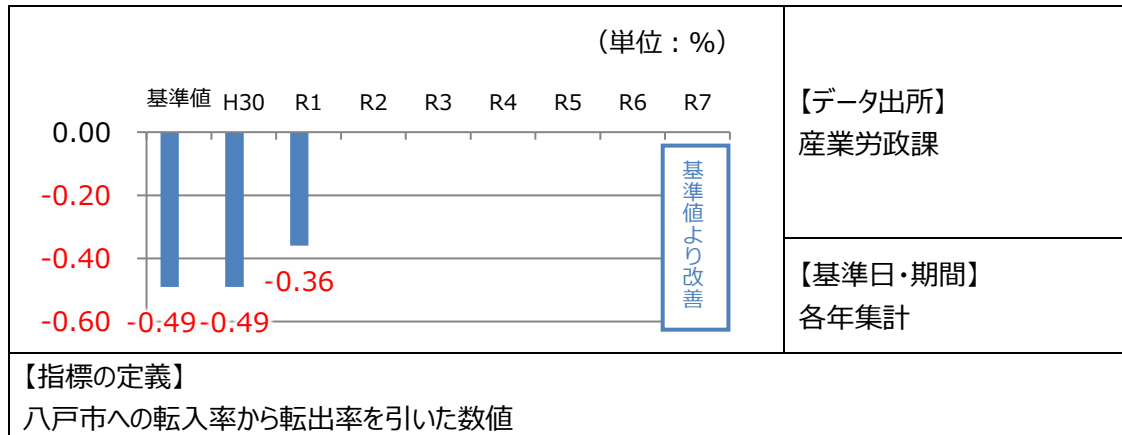 （単位：%）
基準値 H30 R1 R2 R3 R4 R5 R6 R7
0.00
-0.20
-0.40
-0.60
-0.49
-0.49
-0.36
基準値より改善
【データ出所】
産業労政課
【基準日・期間】
各年集計
【指標の定義】
八戸市への転入率から転出率を引いた数値